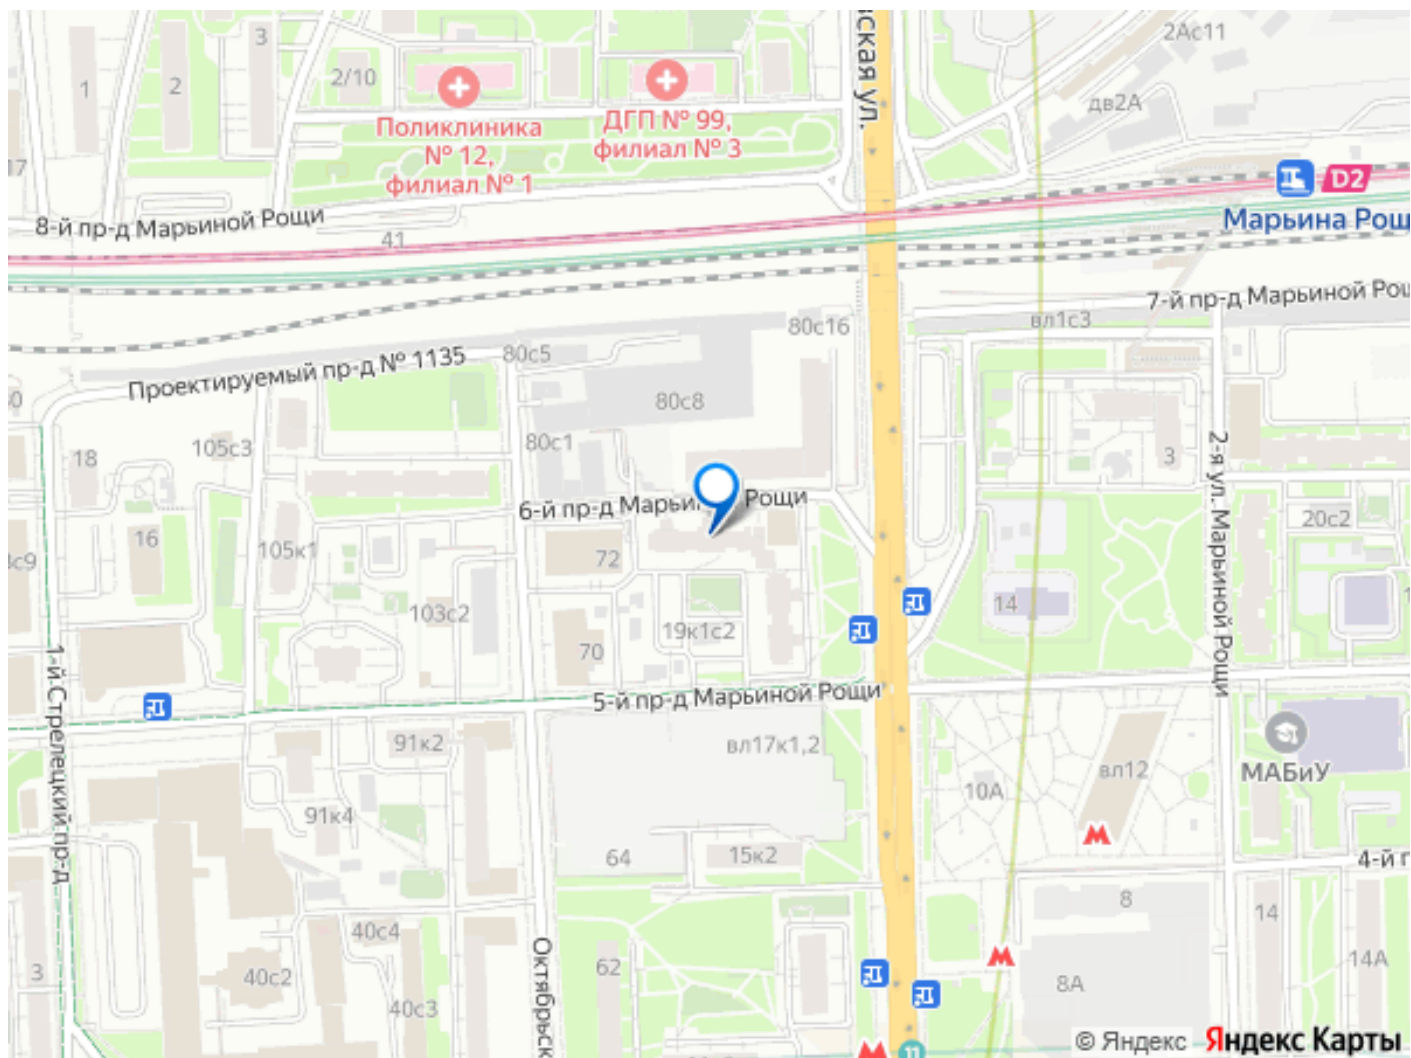 ская ул.
2Ас11
3
2/10
1
2
дв2А
Поликлиника
№ 12,
филиал № 1
ДГП № 99,
филиал № 3
17
D2
Марьина Рощ
8-й пр-д Марьиной Рощи
41
7-й пр-д Марьиной Рощ
вл1с3
80с16
80с5
Проектируемый пр-д № 1135
80с8
80с1
105с3
18
3
2-я ул. Марьиной Рощи
6-й пр-д Марьиной Рощи
20с2
16
105к1
72
с9
103с2
14
19к1с2
70
1-й Стрелецкий пр-д
5-й пр-д Марьиной Рощи
91к2
вл17к1,2
вл12
МАБиУ
10А
91к4
64
15к2
4-й п
8
14
40с4
Октябрьск
62
3
40с2
40с3
8А
14А
11
© Яндекс Яндекс Карты